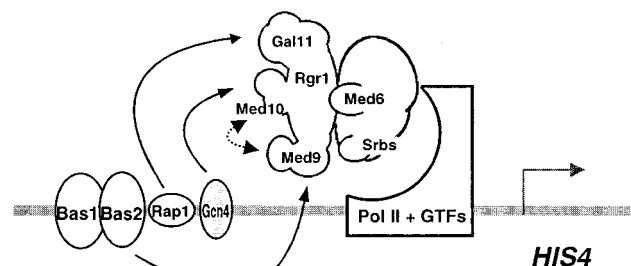 Gal11
Rgr1
Med6
Med10
Srbs
Med9
Bas1 Bas2 Rap1 Gcn4 Pol II + GTFs
HIS4